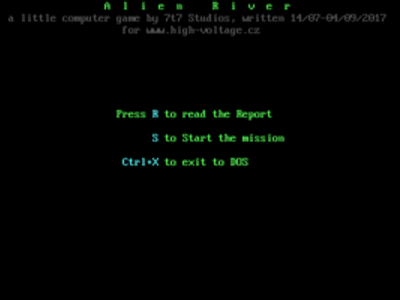 A l i e n  R i v e r
a little computer game by 7t7 Studios, written 14/07-04/09/2017
for www.high-voltage.cz
Press R to read the Report
S to Start the mission
Ctrl+X to exit to DOS